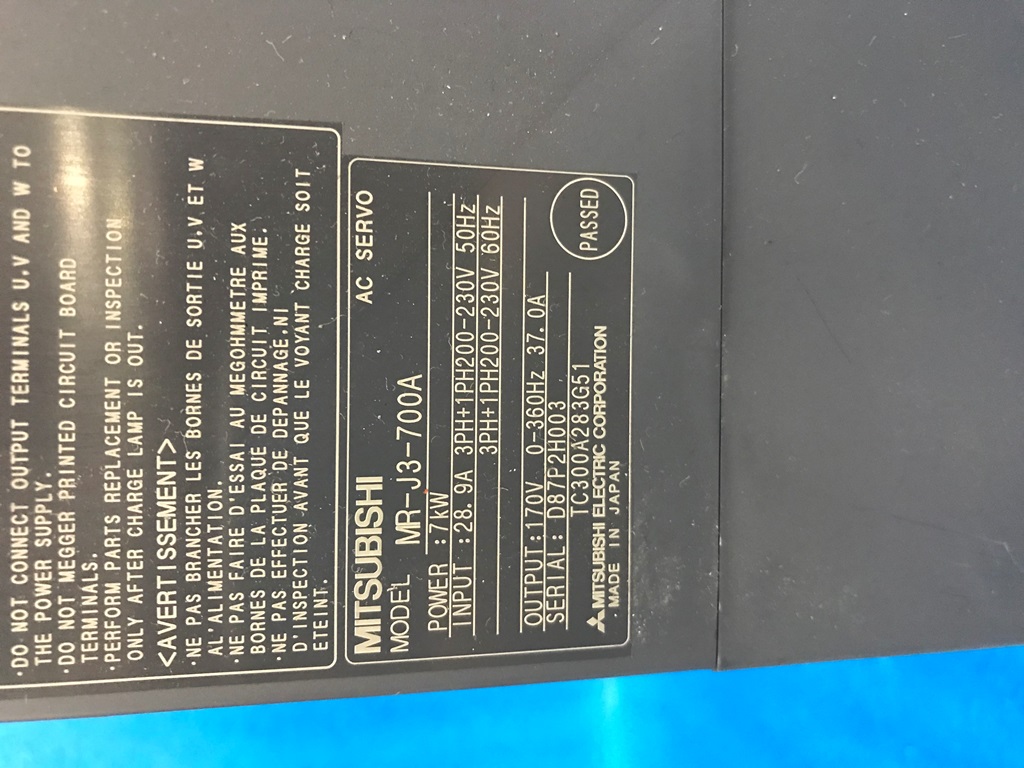 ·DO NOT CONNECT OUTPUT TERMINALS U.V AND W TO
THE POWER SUPPLY.
·DO NOT MEGGER PRINTED CIRCUIT BOARD
TERMINALS.
·PERFORM PARTS REPLACEMENT OR INSPECTION
ONLY AFTER CHARGE LAMP IS OUT.
<AVERTISSEMENT>
·NE PAS BRANCHER LES BORNES DE SORTIE U.V ET W
A L'ALIMENTATION.
·NE PAS FAIRE D'ESSAI AU MEGOHMMETRE AUX
BORNES DE LA PLAQUE DE CIRCUIT IMPRIME.
·NE PAS EFFECTUER DE DEPANNAGE.NI
D'INSPECTION AVANT QUE LE VOYANT CHARGE SOIT
ETEINT.
MITSUBISHI AC SERVO
MODEL MR-J3-700A
POWER :7kW
INPUT :28.9A 3PH+1PH200-230V 50Hz
3PH+1PH200-230V 60Hz
OUTPUT:170V 0-360Hz 37.0A
SERIAL:D87P2H003
TC300A283G51
MITSUBISHI ELECTRIC CORPORATION
MADE IN JAPAN
PASSED